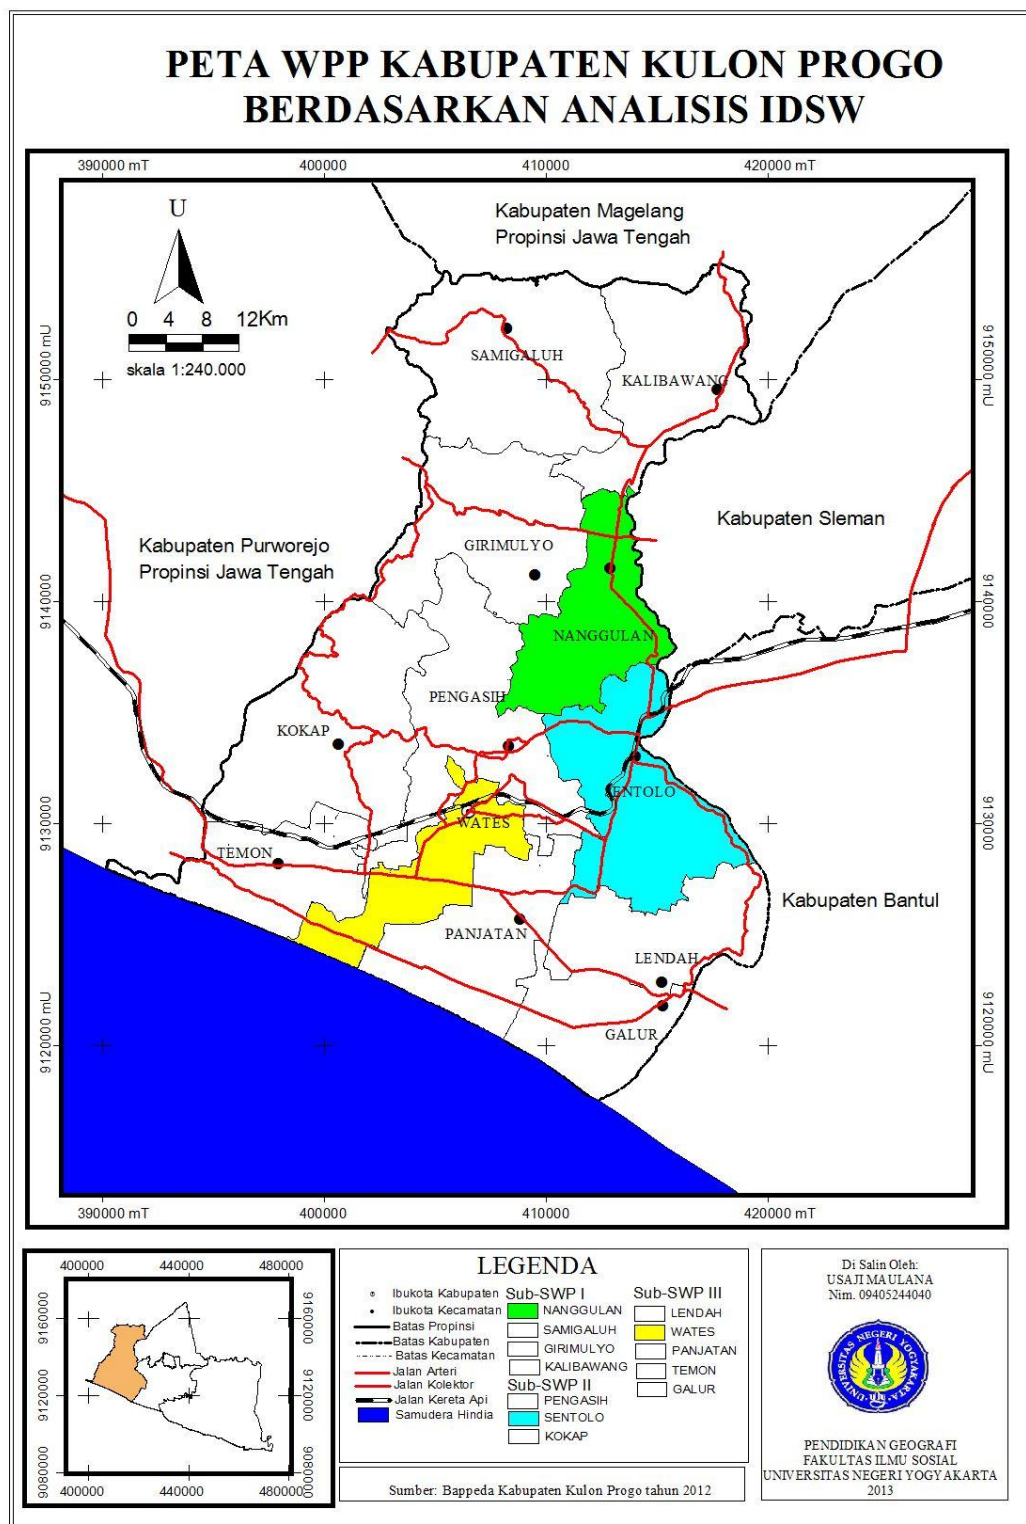 PETA WPP KABUPATEN KULON PROGO
BERDASARKAN ANALISIS IDSW
390000 mT 400000 410000 420000 mT
U
Kabupaten Magelang
Propinsi Jawa Tengah
0 4 8 12Km
skala 1:240.000
9150000 mU
9150000 mU
SAMIGALUH
KALIBAWANG
Kabupaten Sleman
Kabupaten Purworejo
Propinsi Jawa Tengah
GIRIMULYO
9140000
9140000
NANGGULAN
PENGASIH
KOKAP
SENTOLO
WATES
9130000
9130000
TEMON
Kabupaten Bantul
PANJATAN
LENDAH
GALUR
9120000 mU
9120000 mU
390000 mT 400000 410000 420000 mT
400000 440000 480000
9160000
9160000
9120000
9120000
9080000
9080000
400000 440000 480000
LEGENDA
Ibukota Kabupaten
Ibukota Kecamatan
Batas Propinsi
Batas Kabupaten
Batas Kecamatan
Jalan Arteri
Jalan Kolektor
Jalan Kereta Api
Samudera Hindia
Sub-SWP I
NANGGULAN
SAMIGALUH
GIRIMULYO
KALIBAWANG
Sub-SWP II
PENGASIH
SENTOLO
KOKAP
Sub-SWP III
LENDAH
WATES
PANJATAN
TEMON
GALUR
Sumber: Bappeda Kabupaten Kulon Progo tahun 2012
Di Salin Oleh:
USAJI MAULANA
Nim. 09405244040
UNIVERSITAS NEGERI YOGYAKARTA
PENDIDIKAN GEOGRAFI
FAKULTAS ILMU SOSIAL
UNIVERSITAS NEGERI YOGYAKARTA
2013